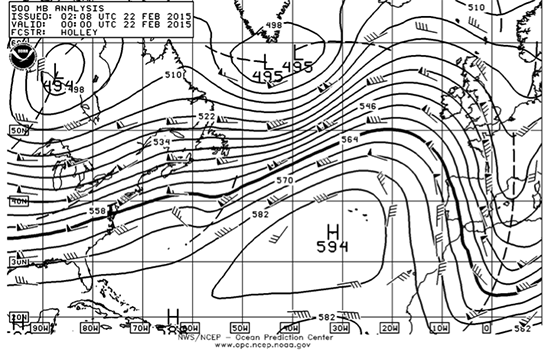 500 MB ANALYSIS
ISSUED: 02:08 UTC 22 FEB 2015
VALID: 00:00 UTC 22 FEB 2015
FCSTR: HOLLEY
498
L
495
L
495
510
L
494
498
510
546
522
50N
534
564
570
40N
558
582
H
594
30N
H
582
562
20N
90W 80W 70W 60W 50W 40W 30W 20W 10W 0
NWS/NCEP - Ocean Prediction Center
www.opc.ncep.noaa.gov